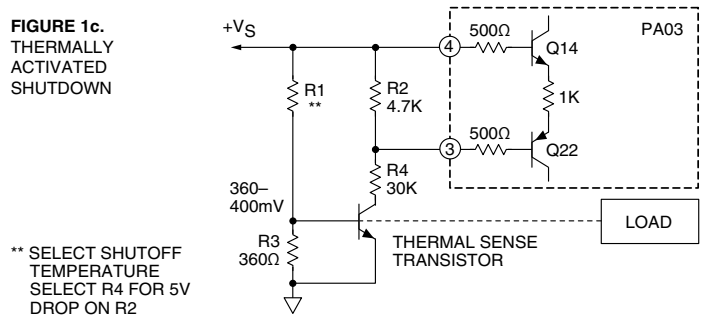 FIGURE 1c.
THERMALLY
ACTIVATED
SHUTDOWN
+VS
R1
**
R2
4.7K
4
500Ω
Q14
PA03
1K
3
500Ω
Q22
R4
30K
360–
400mV
R3
360Ω
THERMAL SENSE
TRANSISTOR
LOAD
** SELECT SHUTOFF
TEMPERATURE
SELECT R4 FOR 5V
DROP ON R2